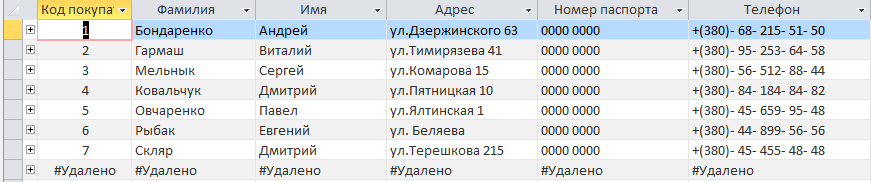 Код покупат Фамилия Имя Адрес Номер паспорта Телефон
1 Бондаренко Андрей ул.Дзержинского 63 0000 0000 +(380)- 68- 215- 51- 50
2 Гармаш Виталий ул.Тимирязева 41 0000 0000 +(380)- 95- 253- 64- 58
3 Мельнык Сергей ул.Комарова 15 0000 0000 +(380)- 56- 512- 88- 44
4 Ковальчук Дмитрий ул.Пятницкая 10 0000 0000 +(380)- 84- 184- 84- 82
5 Овчаренко Павел ул.Ялтинская 1 0000 0000 +(380)- 45- 659- 95- 48
6 Рыбак Евгений ул. Беляева 0000 0000 +(380)- 44- 899- 56- 56
7 Скляр Дмитрий ул.Терешкова 215 0000 0000 +(380)- 45- 455- 48- 48
#Удалено #Удалено #Удалено #Удалено #Удалено #Удалено